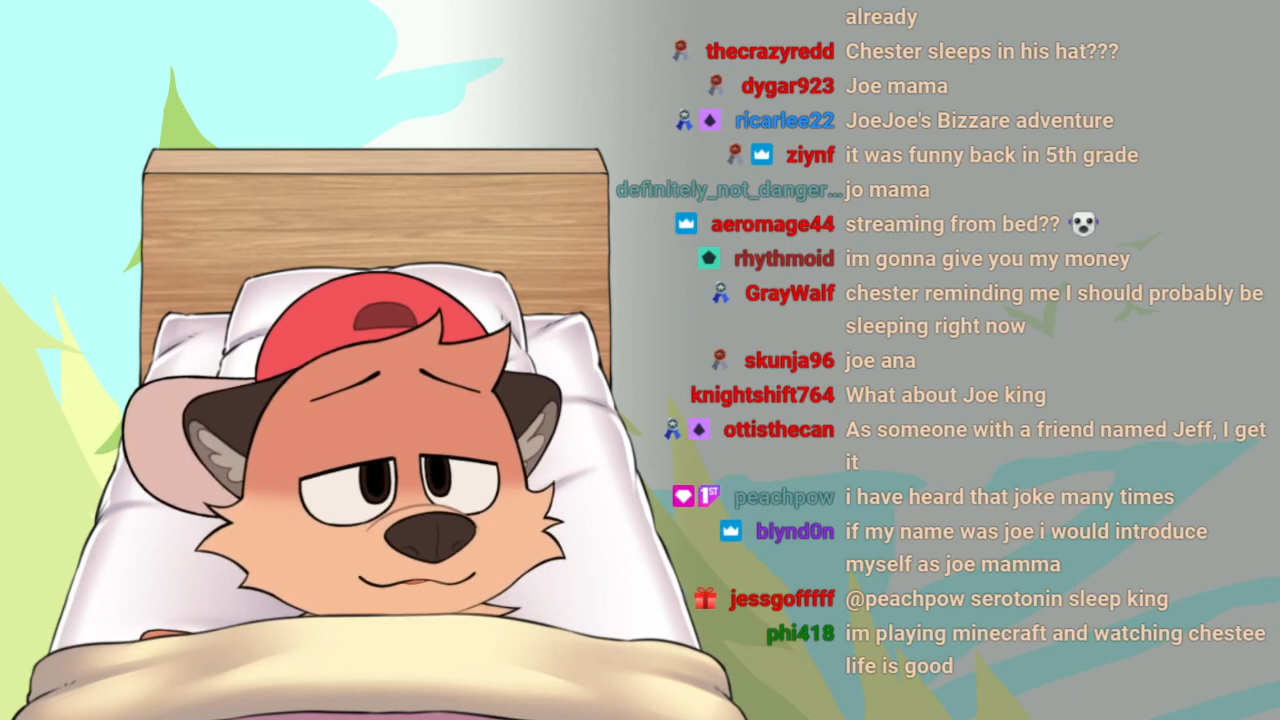 already
thecrazyredd Chester sleeps in his hat???
dygar923 Joe mama
ricarlee22 JoeJoe's Bizzare adventure
ziynf it was funny back in 5th grade
definitely_not_danger... jo mama
aeromage44 streaming from bed??
rhythmoid im gonna give you my money
GrayWalf chester reminding me I should probably be
sleeping right now
skunja96 joe ana
knightshift764 What about Joe king
ottisthecan As someone with a friend named Jeff, I get
it
1ST peachpow i have heard that joke many times
blynd0n if my name was joe i would introduce
myself as joe mamma
jessgofffff @peachpow serotonin sleep king
phi418 im playing minecraft and watching chestee
life is good